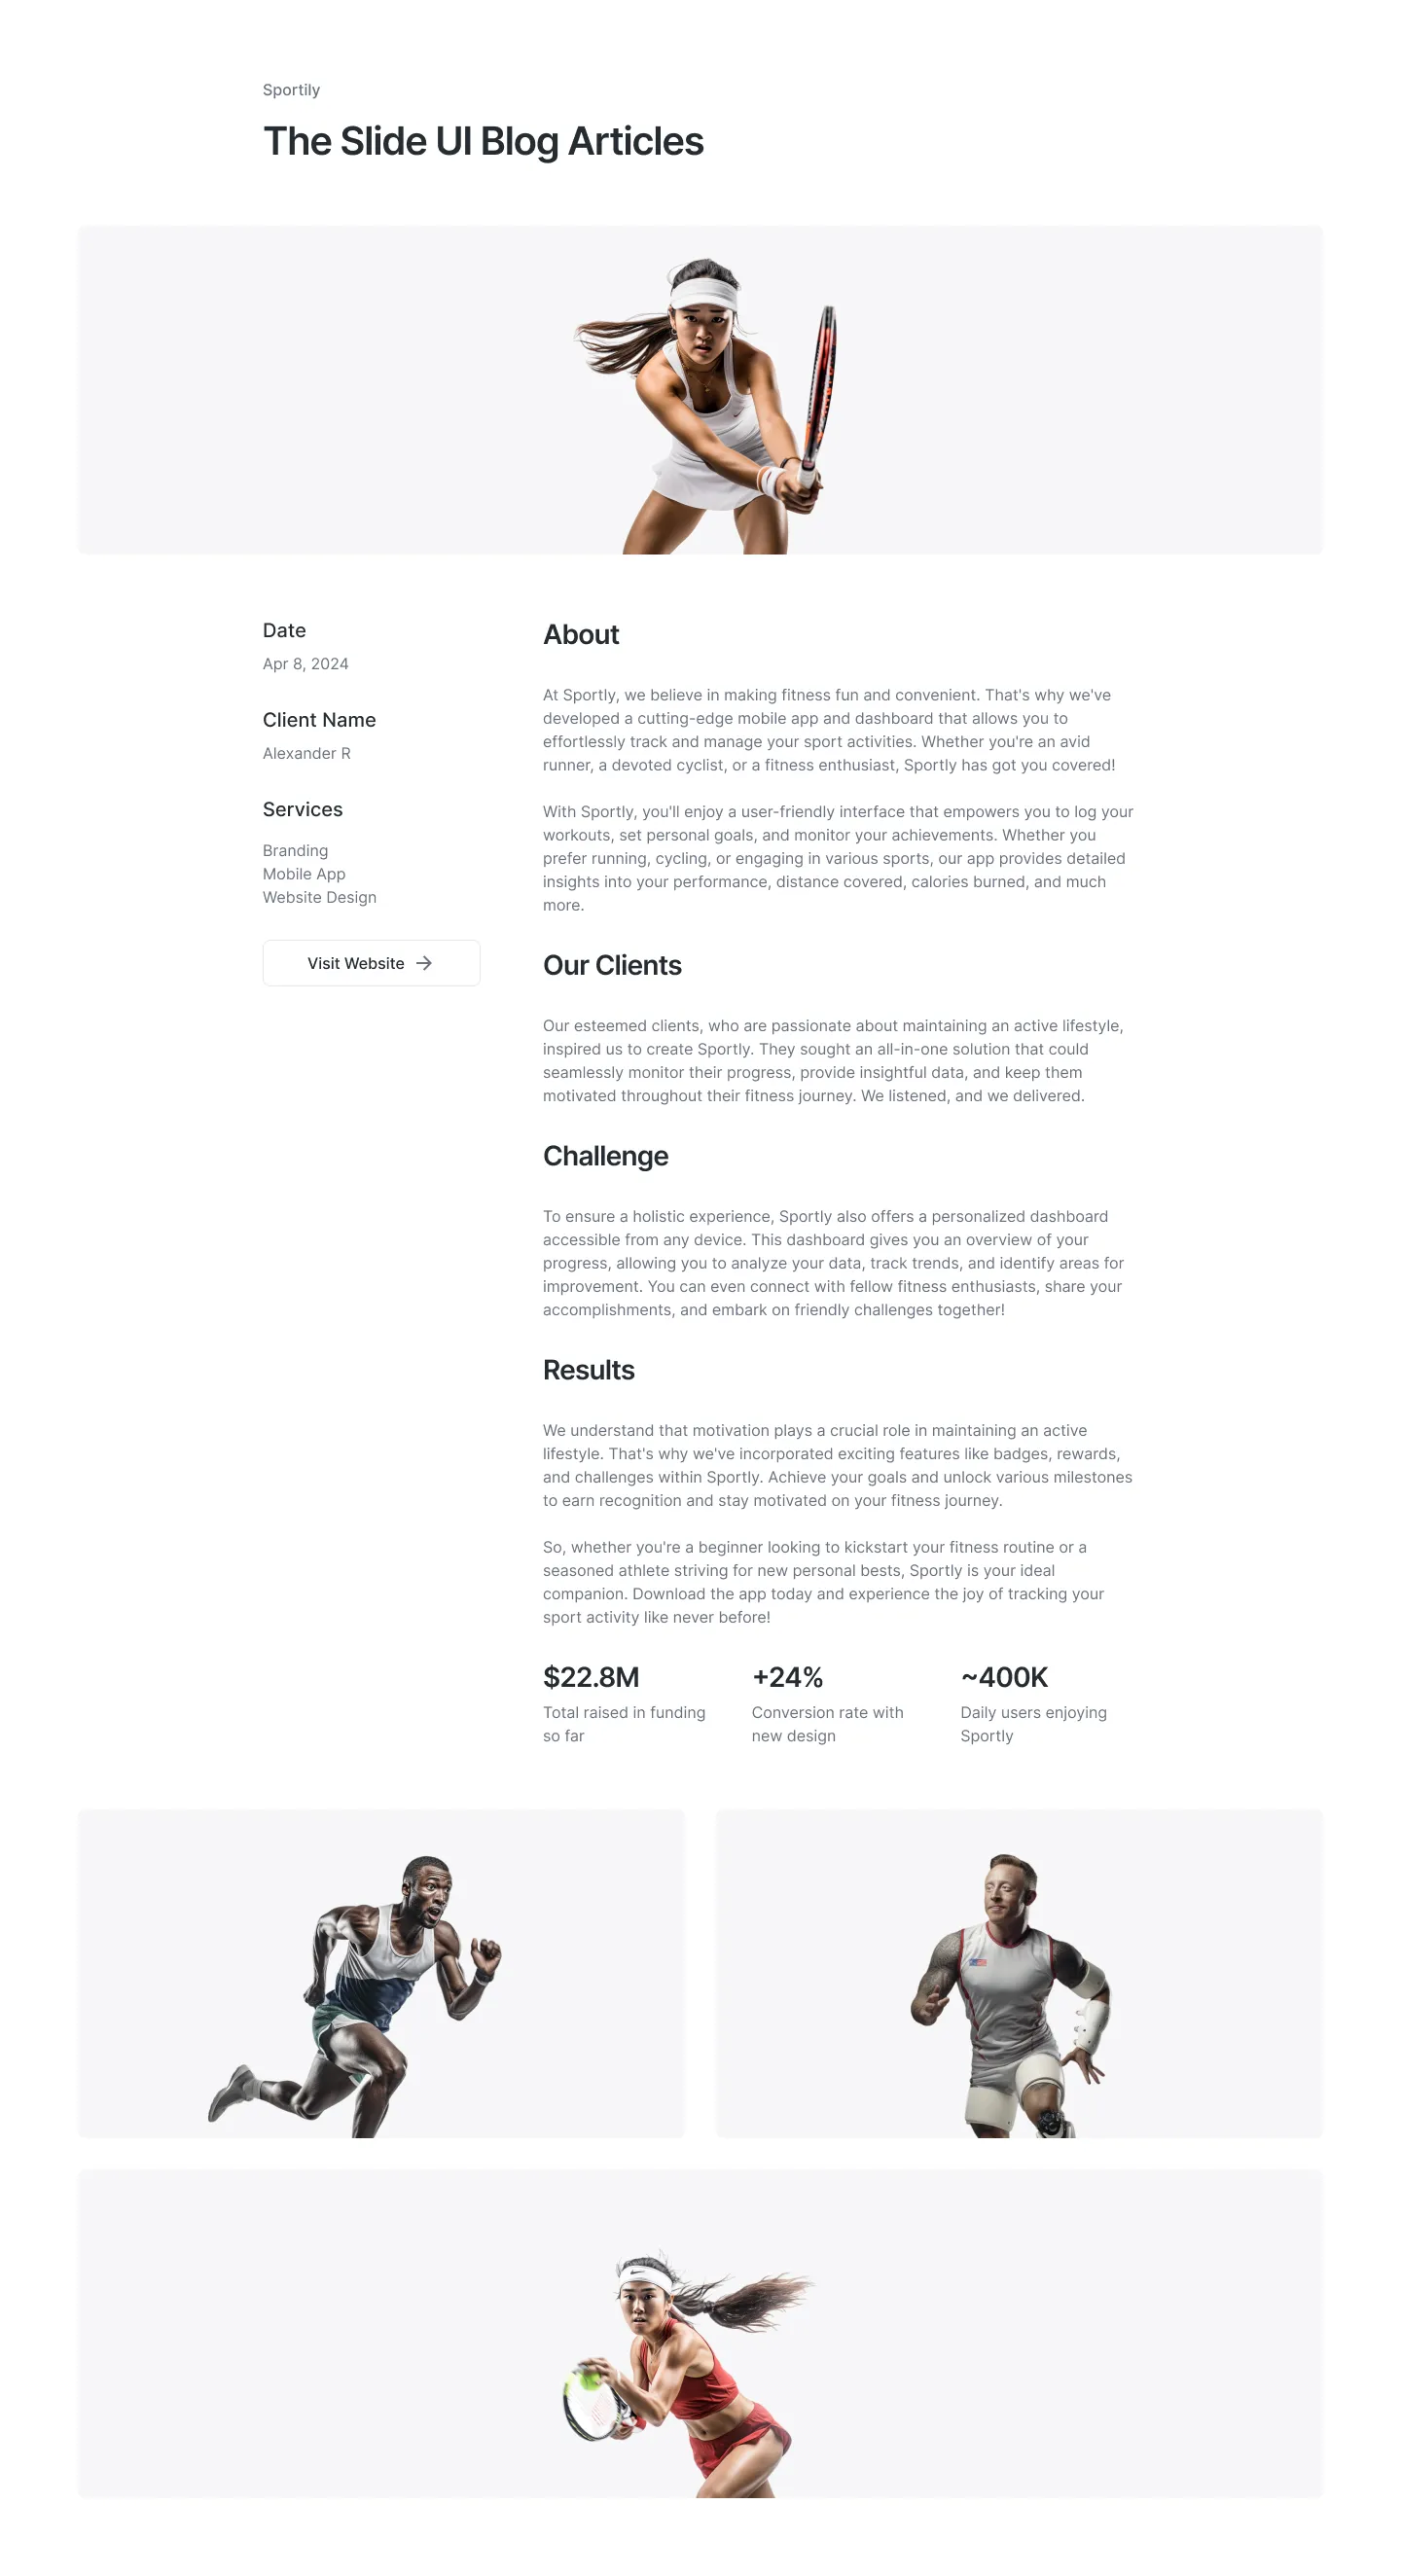 Sportily
The Slide UI Blog Articles
Date
Apr 8, 2024
Client Name
Alexander R
Services
Branding
Mobile App
Website Design
Visit Website
About
At Sportly, we believe in making fitness fun and convenient. That's why we've
developed a cutting-edge mobile app and dashboard that allows you to
effortlessly track and manage your sport activities. Whether you're an avid
runner, a devoted cyclist, or a fitness enthusiast, Sportly has got you covered!
With Sportly, you'll enjoy a user-friendly interface that empowers you to log your
workouts, set personal goals, and monitor your achievements. Whether you
prefer running, cycling, or engaging in various sports, our app provides detailed
insights into your performance, distance covered, calories burned, and much
more.
Our Clients
Our esteemed clients, who are passionate about maintaining an active lifestyle,
inspired us to create Sportly. They sought an all-in-one solution that could
seamlessly monitor their progress, provide insightful data, and keep them
motivated throughout their fitness journey. We listened, and we delivered.
Challenge
To ensure a holistic experience, Sportly also offers a personalized dashboard
accessible from any device. This dashboard gives you an overview of your
progress, allowing you to analyze your data, track trends, and identify areas for
improvement. You can even connect with fellow fitness enthusiasts, share your
accomplishments, and embark on friendly challenges together!
Results
We understand that motivation plays a crucial role in maintaining an active
lifestyle. That's why we've incorporated exciting features like badges, rewards,
and challenges within Sportly. Achieve your goals and unlock various milestones
to earn recognition and stay motivated on your fitness journey.
So, whether you're a beginner looking to kickstart your fitness routine or a
seasoned athlete striving for new personal bests, Sportly is your ideal
companion. Download the app today and experience the joy of tracking your
sport activity like never before!
$22.8M
Total raised in funding
so far
+24%
Conversion rate with
new design
~400K
Daily users enjoying
Sportly